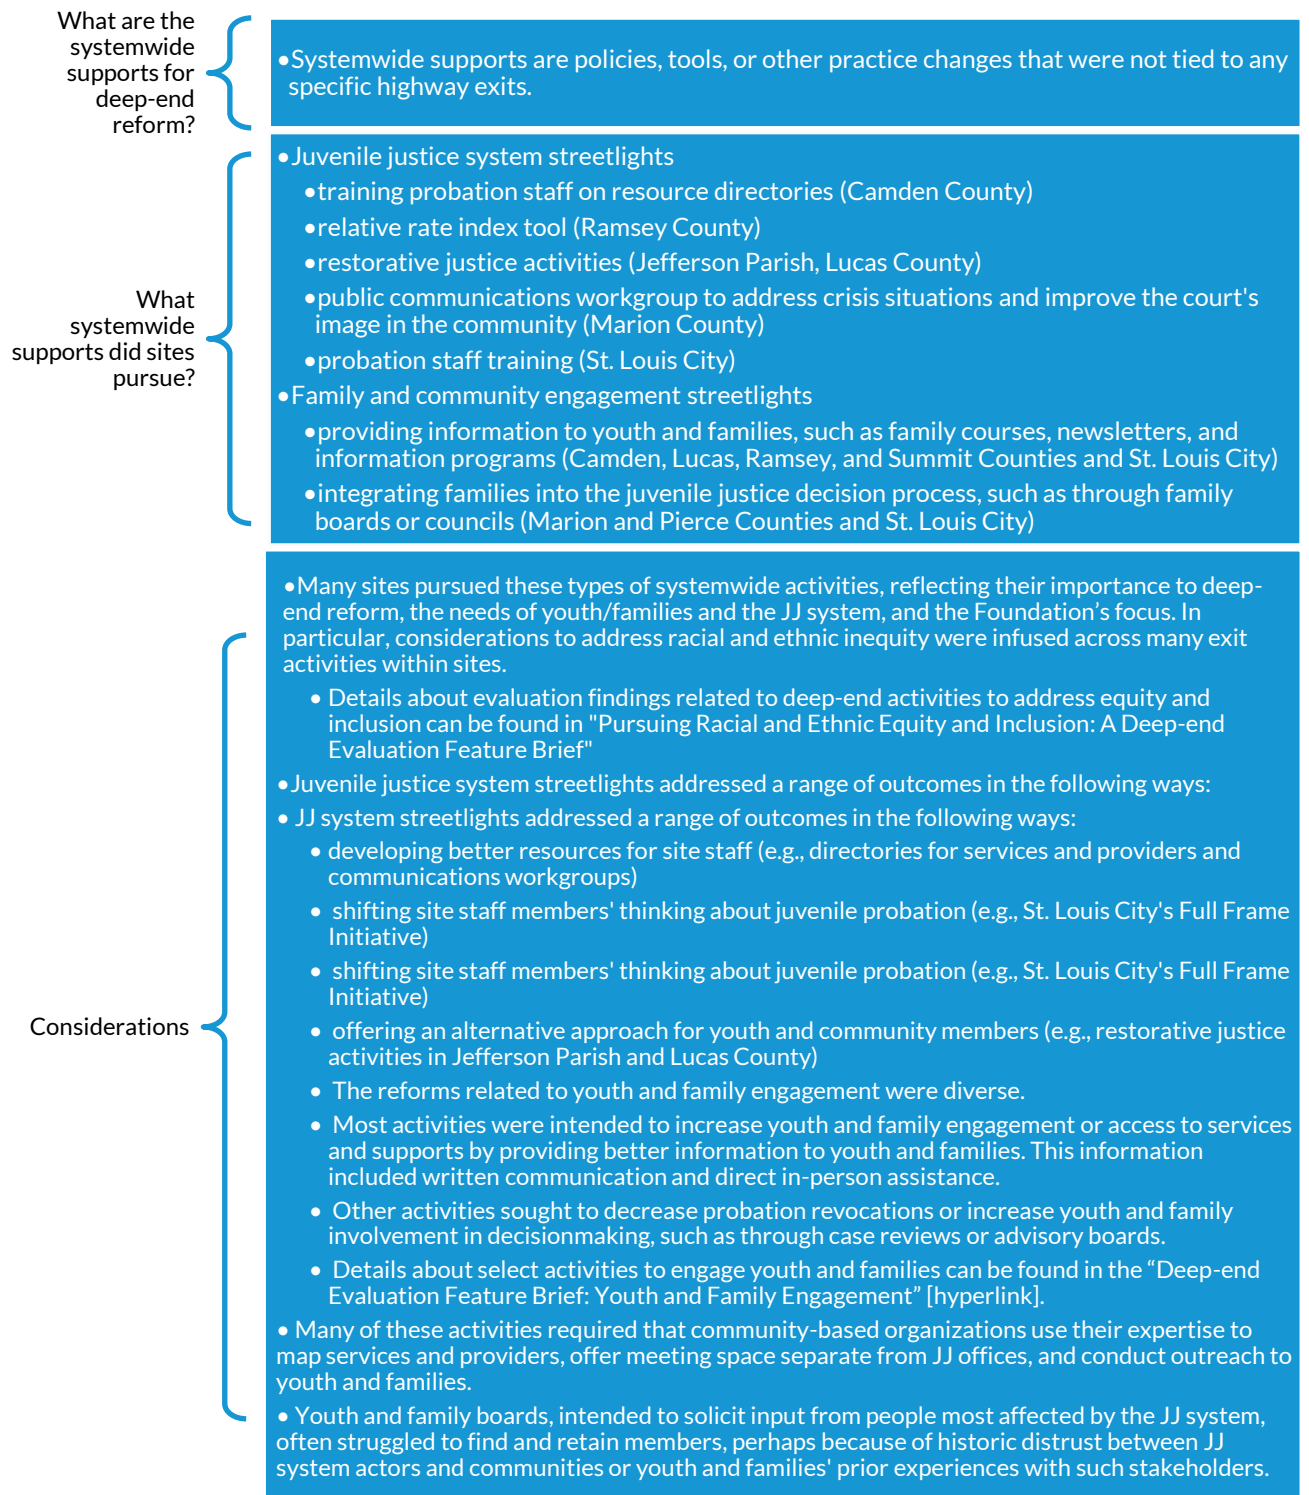 What are the
systemwide
supports for
deep-end
reform?
•Systemwide supports are policies, tools, or other practice changes that were not tied to any
specific highway exits.
What
systemwide
supports did sites
pursue?
•Juvenile justice system streetlights
•training probation staff on resource directories (Camden County)
•relative rate index tool (Ramsey County)
•restorative justice activities (Jefferson Parish, Lucas County)
•public communications workgroup to address crisis situations and improve the court's
image in the community (Marion County)
•probation staff training (St. Louis City)
•Family and community engagement streetlights
•providing information to youth and families, such as family courses, newsletters, and
information programs (Camden, Lucas, Ramsey, and Summit Counties and St. Louis City)
•integrating families into the juvenile justice decision process, such as through family
boards or councils (Marion and Pierce Counties and St. Louis City)
Considerations
•Many sites pursued these types of systemwide activities, reflecting their importance to deep-
end reform, the needs of youth/families and the JJ system, and the Foundation’s focus. In
particular, considerations to address racial and ethnic inequity were infused across many exit
activities within sites.
• Details about evaluation findings related to deep-end activities to address equity and
inclusion can be found in "Pursuing Racial and Ethnic Equity and Inclusion: A Deep-end
Evaluation Feature Brief"
•Juvenile justice system streetlights addressed a range of outcomes in the following ways:
• JJ system streetlights addressed a range of outcomes in the following ways:
• developing better resources for site staff (e.g., directories for services and providers and
communications workgroups)
• shifting site staff members' thinking about juvenile probation (e.g., St. Louis City's Full Frame
Initiative)
• shifting site staff members' thinking about juvenile probation (e.g., St. Louis City's Full Frame
Initiative)
• offering an alternative approach for youth and community members (e.g., restorative justice
activities in Jefferson Parish and Lucas County)
• The reforms related to youth and family engagement were diverse.
• Most activities were intended to increase youth and family engagement or access to services
and supports by providing better information to youth and families. This information
included written communication and direct in-person assistance.
• Other activities sought to decrease probation revocations or increase youth and family
involvement in decisionmaking, such as through case reviews or advisory boards.
• Details about select activities to engage youth and families can be found in the “Deep-end
Evaluation Feature Brief: Youth and Family Engagement” [hyperlink].
• Many of these activities required that community-based organizations use their expertise to
map services and providers, offer meeting space separate from JJ offices, and conduct outreach to
youth and families.
• Youth and family boards, intended to solicit input from people most affected by the JJ system,
often struggled to find and retain members, perhaps because of historic distrust between JJ
system actors and communities or youth and families' prior experiences with such stakeholders.